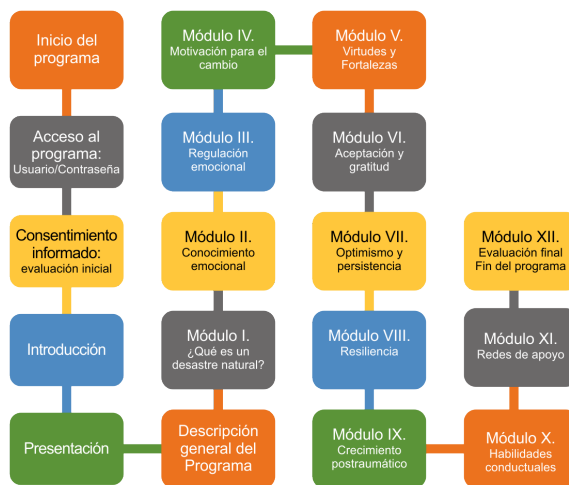 Inicio del
programa
Acceso al
programa:
Usuario/Contraseña
Consentimiento
informado:
evaluación inicial
Introducción
Presentación
Descripción
general del
Programa
Módulo I.
¿Qué es un
desastre natural?
Módulo II.
Conocimiento
emocional
Módulo III.
Regulación
emocional
Módulo IV.
Motivación para el
cambio
Módulo V.
Virtudes y
Fortalezas
Módulo VI.
Aceptación y
gratitud
Módulo VII.
Optimismo y
persistencia
Módulo VIII.
Resiliencia
Módulo IX.
Crecimiento
postraumático
Módulo X.
Habilidades
conductuales
Módulo XI.
Redes de apoyo
Módulo XII.
Evaluación final
Fin del programa